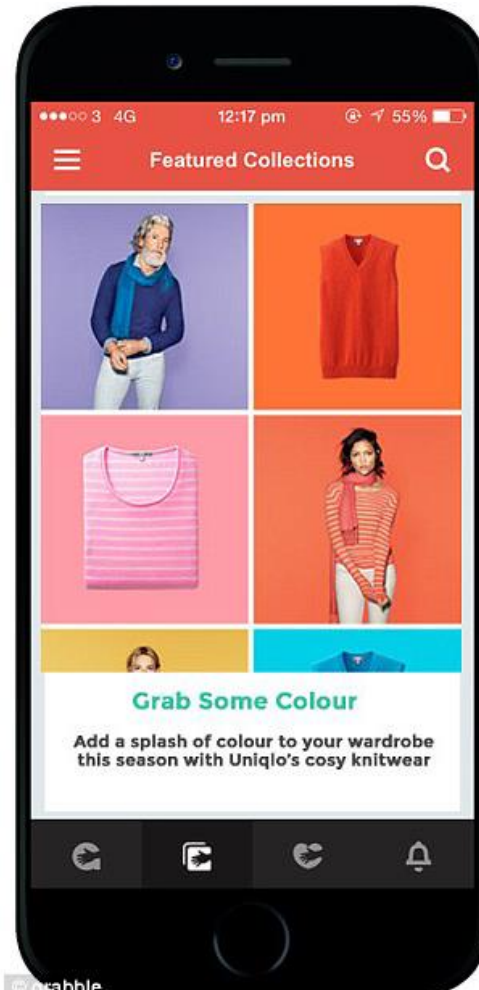 3 4G 12:17 pm 55%
Featured Collections
Grab Some Colour
Add a splash of colour to your wardrobe
this season with Uniqlo's cosy knitwear
© grabble